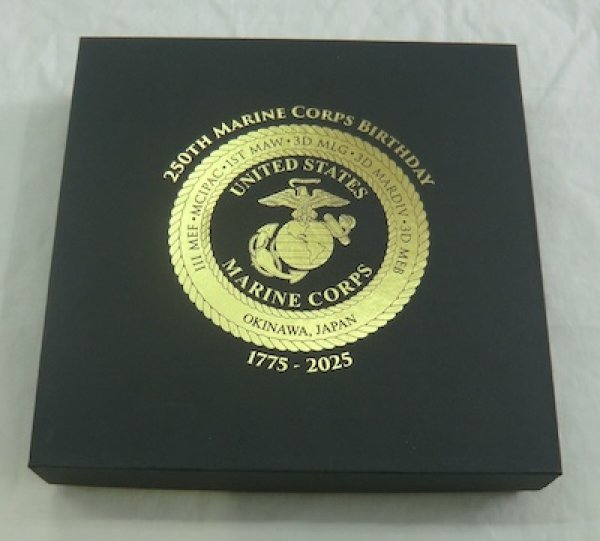 250TH MARINE CORPS BIRTHDAY
III MEF • MCIPAC • 1ST MAW • 3D MLG • 3D MARDIV • 3D MEB
UNITED STATES
MARINE CORPS
OKINAWA, JAPAN
1775 - 2025